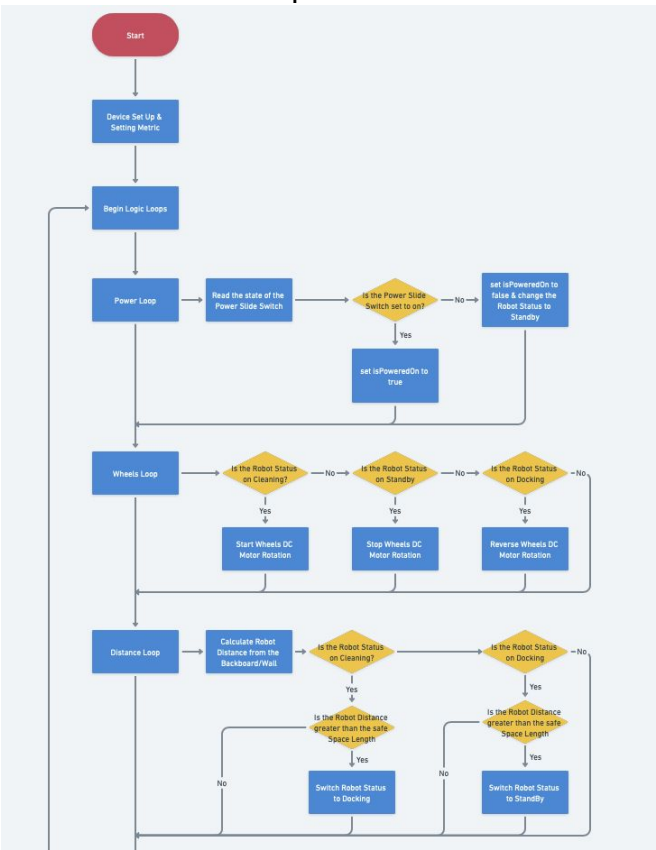 Start
Device Set Up &
Setting Metric
Begin Logic Loops
Power Loop
Read the state of the
Power Slide Switch
Is the Power Slide
Switch set to on?
No
set isPoweredOn to
false & change the
Robot Status to
Standby
Yes
set isPoweredOn to
true
Wheels Loop
Is the Robot Status
on Cleaning?
No
Is the Robot Status
on Standby
No
Is the Robot Status
on Docking
No
Yes
Yes
Yes
Start Wheels DC
Motor Rotation
Stop Wheels DC
Motor Rotation
Reverse Wheels DC
Motor Rotation
Distance Loop
Calculate Robot
Distance from the
Backboard/Wall
Is the Robot Status
on Cleaning?
Is the Robot Status
on Docking
No
Yes
Yes
Is the Robot Distance
greater than the safe
Space Length
Is the Robot Distance
greater than the safe
Space Length
Yes
Yes
No
No
Switch Robot Status
to Docking
Switch Robot Status
to StandBy